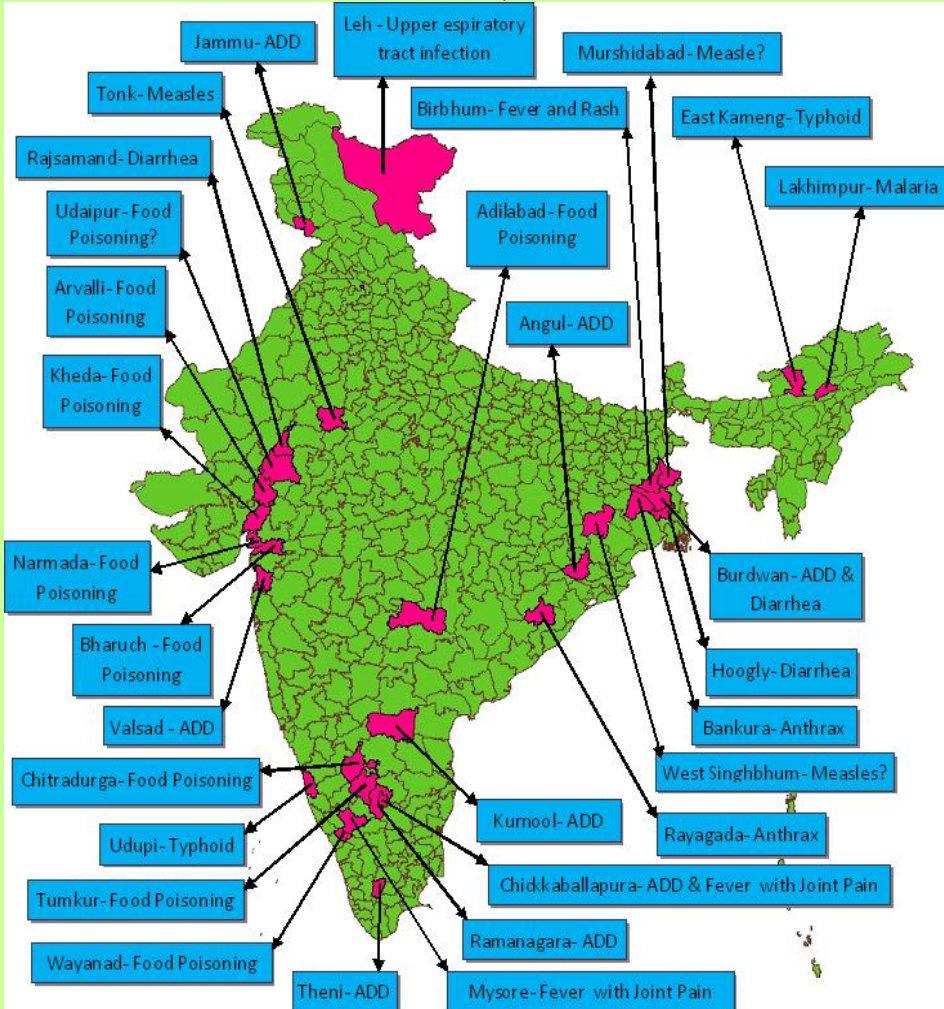 Jammu- ADD
Leh - Upper espiratory
tract infection
Murshidabad- Measle?
Tonk- Measles
Birbhum- Fever and Rash
East Kameng- Typhoid
Rajsamand- Diarrhea
Lakhimpur- Malaria
Udaipur- Food
Poisoning?
Adilabad- Food
Poisoning
Arvalli- Food
Poisoning
Angul- ADD
Kheda- Food
Poisoning
Narmada- Food
Poisoning
Burdwan- ADD &
Diarrhea
Bharuch - Food
Poisoning
Hoogly- Diarrhea
Valsad - ADD
Bankura- Anthrax
Chitradurga- Food Poisoning
West Singhbhum- Measles?
Kurnool- ADD
Rayagada- Anthrax
Udupi- Typhoid
Chickkaballapura- ADD & Fever with Joint Pain
Tumkur- Food Poisoning
Ramanagara- ADD
Wayanad- Food Poisoning
Theni- ADD
Mysore- Fever with Joint Pain